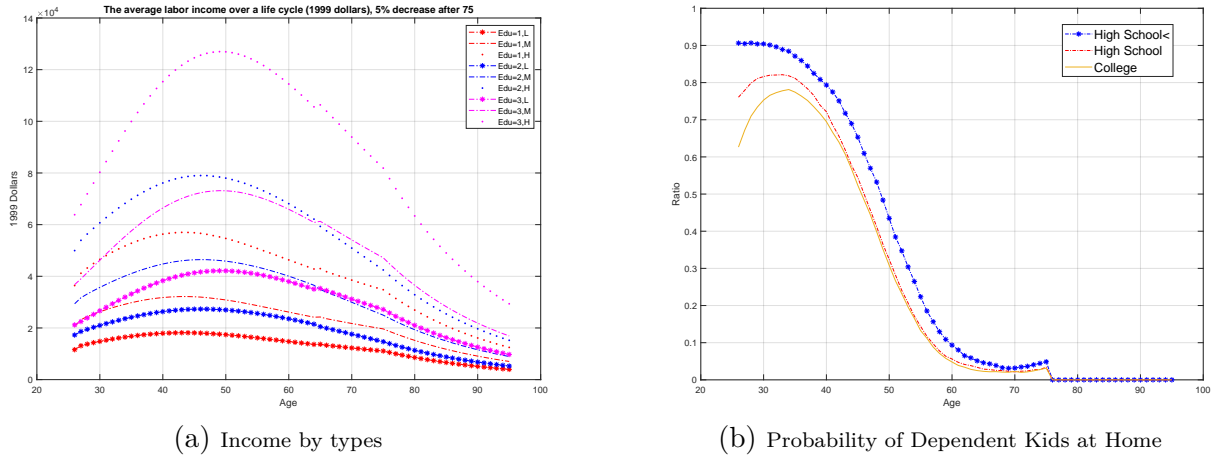 The average labor income over a life cycle (1999 dollars), 5% decrease after 75
×10⁴
14
12
10
8
6
4
2
0
1999 Dollars
20 30 40 50 60 70 80 90 100
Age
Edu=1,L
Edu=1,M
Edu=1,H
Edu=2,L
Edu=2,M
Edu=2,H
Edu=3,L
Edu=3,M
Edu=3,H
(a) Income by types
1
0.9
0.8
0.7
0.6
0.5
0.4
0.3
0.2
0.1
0
Ratio
20 30 40 50 60 70 80 90 100
Age
High School<
High School
College
(b) Probability of Dependent Kids at Home